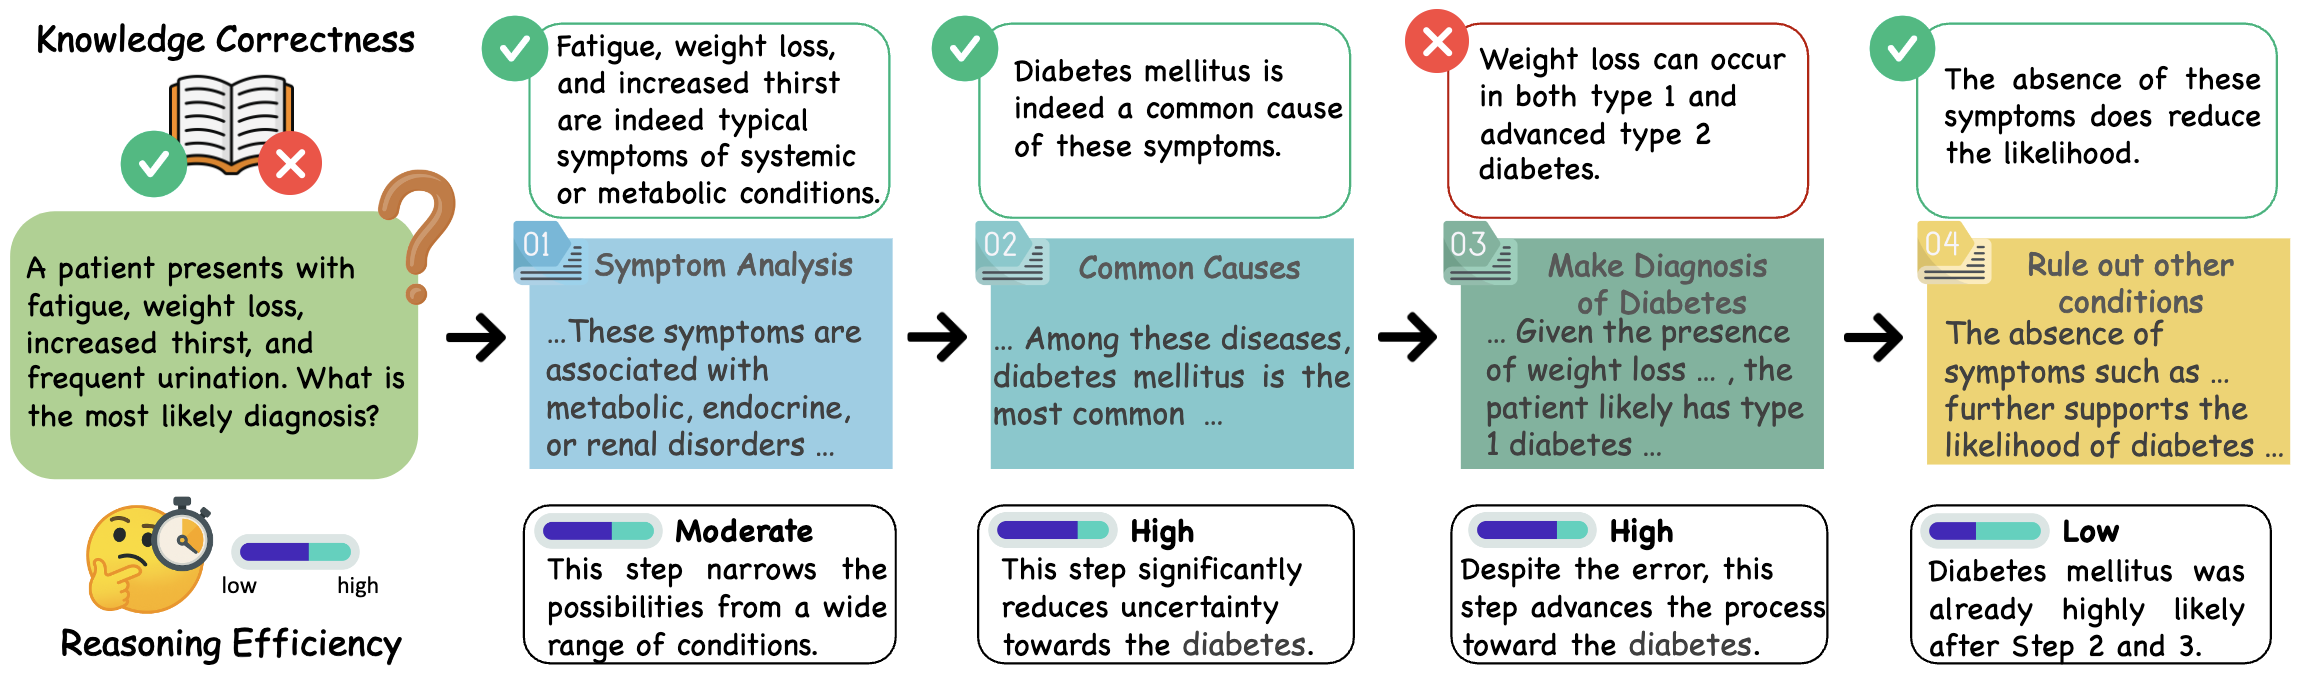 Knowledge Correctness
A patient presents with
fatigue, weight loss,
increased thirst, and
frequent urination. What is
the most likely diagnosis?
low
high
Reasoning Efficiency
Fatigue, weight loss,
and increased thirst
are indeed typical
symptoms of systemic
or metabolic conditions.
01
Symptom Analysis
...These symptoms are
associated with
metabolic, endocrine,
or renal disorders ...
Moderate
This step narrows the
possibilities from a wide
range of conditions.
Diabetes mellitus is
indeed a common cause
of these symptoms.
02
Common Causes
... Among these diseases,
diabetes mellitus is the
most common ...
High
This step significantly
reduces uncertainty
towards the diabetes.
Weight loss can occur
in both type 1 and
advanced type 2
diabetes.
03
Make Diagnosis
of Diabetes
... Given the presence
of weight loss ... , the
patient likely has type
1 diabetes ...
High
Despite the error, this
step advances the process
toward the diabetes.
The absence of these
symptoms does reduce
the likelihood.
04
Rule out other
conditions
The absence of
symptoms such as ...
further supports the
likelihood of diabetes ...
Low
Diabetes mellitus was
already highly likely
after Step 2 and 3.